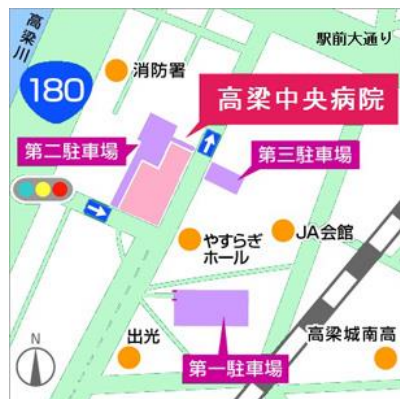 高梁川
駅前大通り
消防署
180
高梁中央病院
第二駐車場
第三駐車場
やすらぎ
ホール
JA会館
N
出光
高梁城南高
第一駐車場